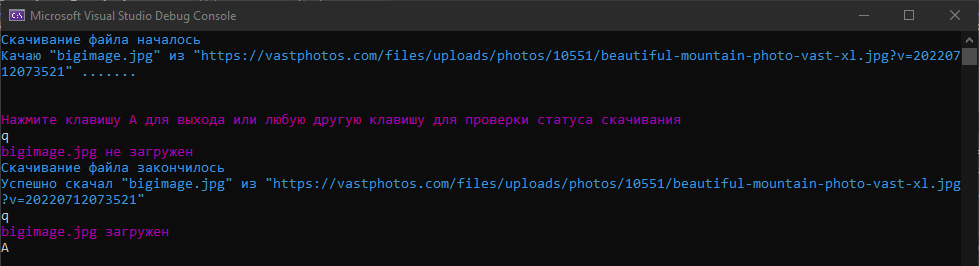 Microsoft Visual Studio Debug Console
Скачивание файла началось
Качаю "bigimage.jpg" из "https://vastphotos.com/files/uploads/photos/10551/beautiful-mountain-photo-vast-xl.jpg?v=202207
12073521" .......
Нажмите клавишу A для выхода или любую другую клавишу для проверки статуса скачивания
q
bigimage.jpg не загружен
Скачивание файла закончилось
Успешно скачал "bigimage.jpg" из "https://vastphotos.com/files/uploads/photos/10551/beautiful-mountain-photo-vast-xl.jpg
?v=20220712073521"
q
bigimage.jpg загружен
A